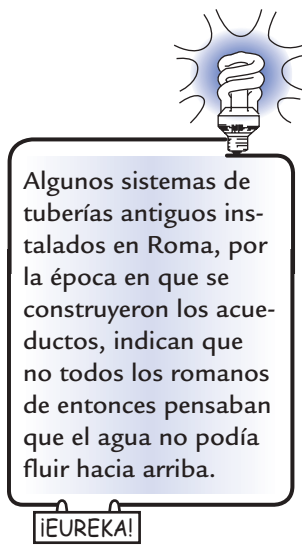 Algunos sistemas de
tuberías antiguos ins-
talados en Roma, por
la época en que se
construyeron los acue-
ductos, indican que
no todos los romanos
de entonces pensaban
que el agua no podía
fluir hacia arriba.
¡EUREKA!